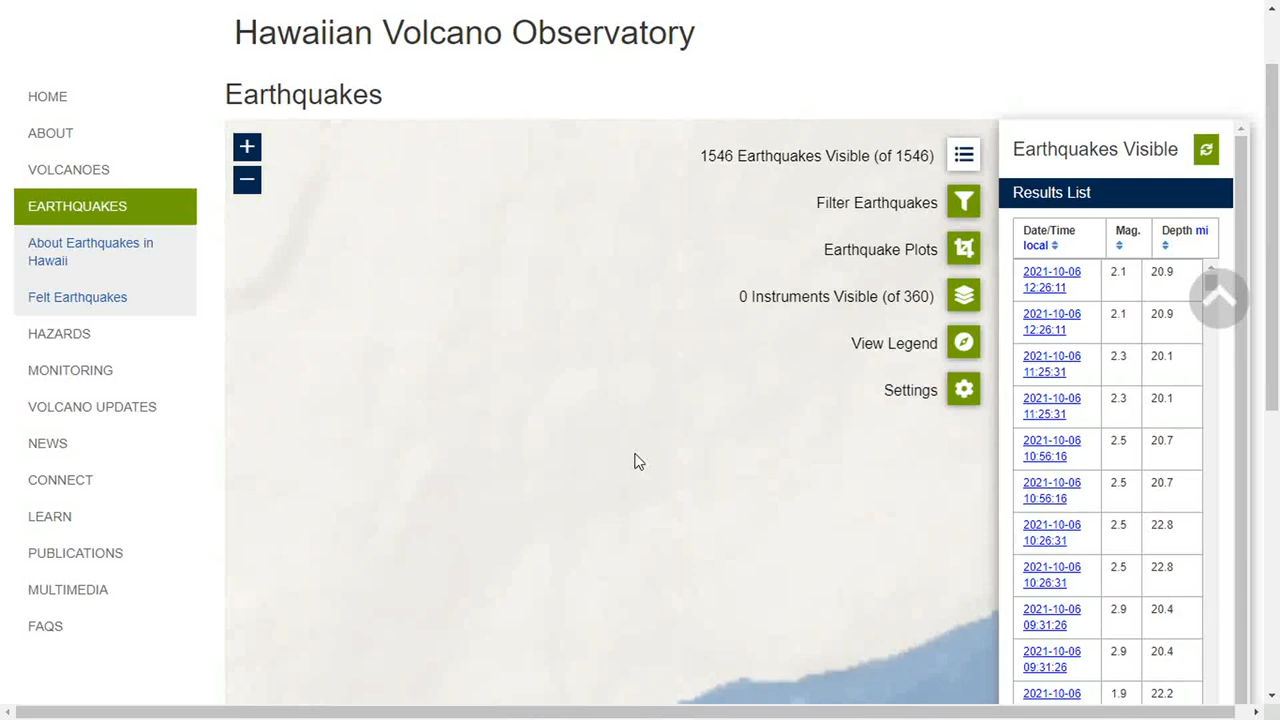 Hawaiian Volcano Observatory
Earthquakes
HOME
ABOUT
VOLCANOES
EARTHQUAKES
About Earthquakes in
Hawaii
Felt Earthquakes
HAZARDS
MONITORING
VOLCANO UPDATES
NEWS
CONNECT
LEARN
PUBLICATIONS
MULTIMEDIA
FAQS
+
−
1546 Earthquakes Visible (of 1546)
Filter Earthquakes
Earthquake Plots
0 Instruments Visible (of 360)
View Legend
Settings
Earthquakes Visible
Results List
Date/Time Mag. Depth mi
local
2021-10-06 2.1 20.9
12:26:11
2021-10-06 2.1 20.9
12:26:11
2021-10-06 2.3 20.1
11:25:31
2021-10-06 2.3 20.1
11:25:31
2021-10-06 2.5 20.7
10:56:16
2021-10-06 2.5 20.7
10:56:16
2021-10-06 2.5 22.8
10:26:31
2021-10-06 2.5 22.8
10:26:31
2021-10-06 2.9 20.4
09:31:26
2021-10-06 2.9 20.4
09:31:26
2021-10-06 1.9 22.2